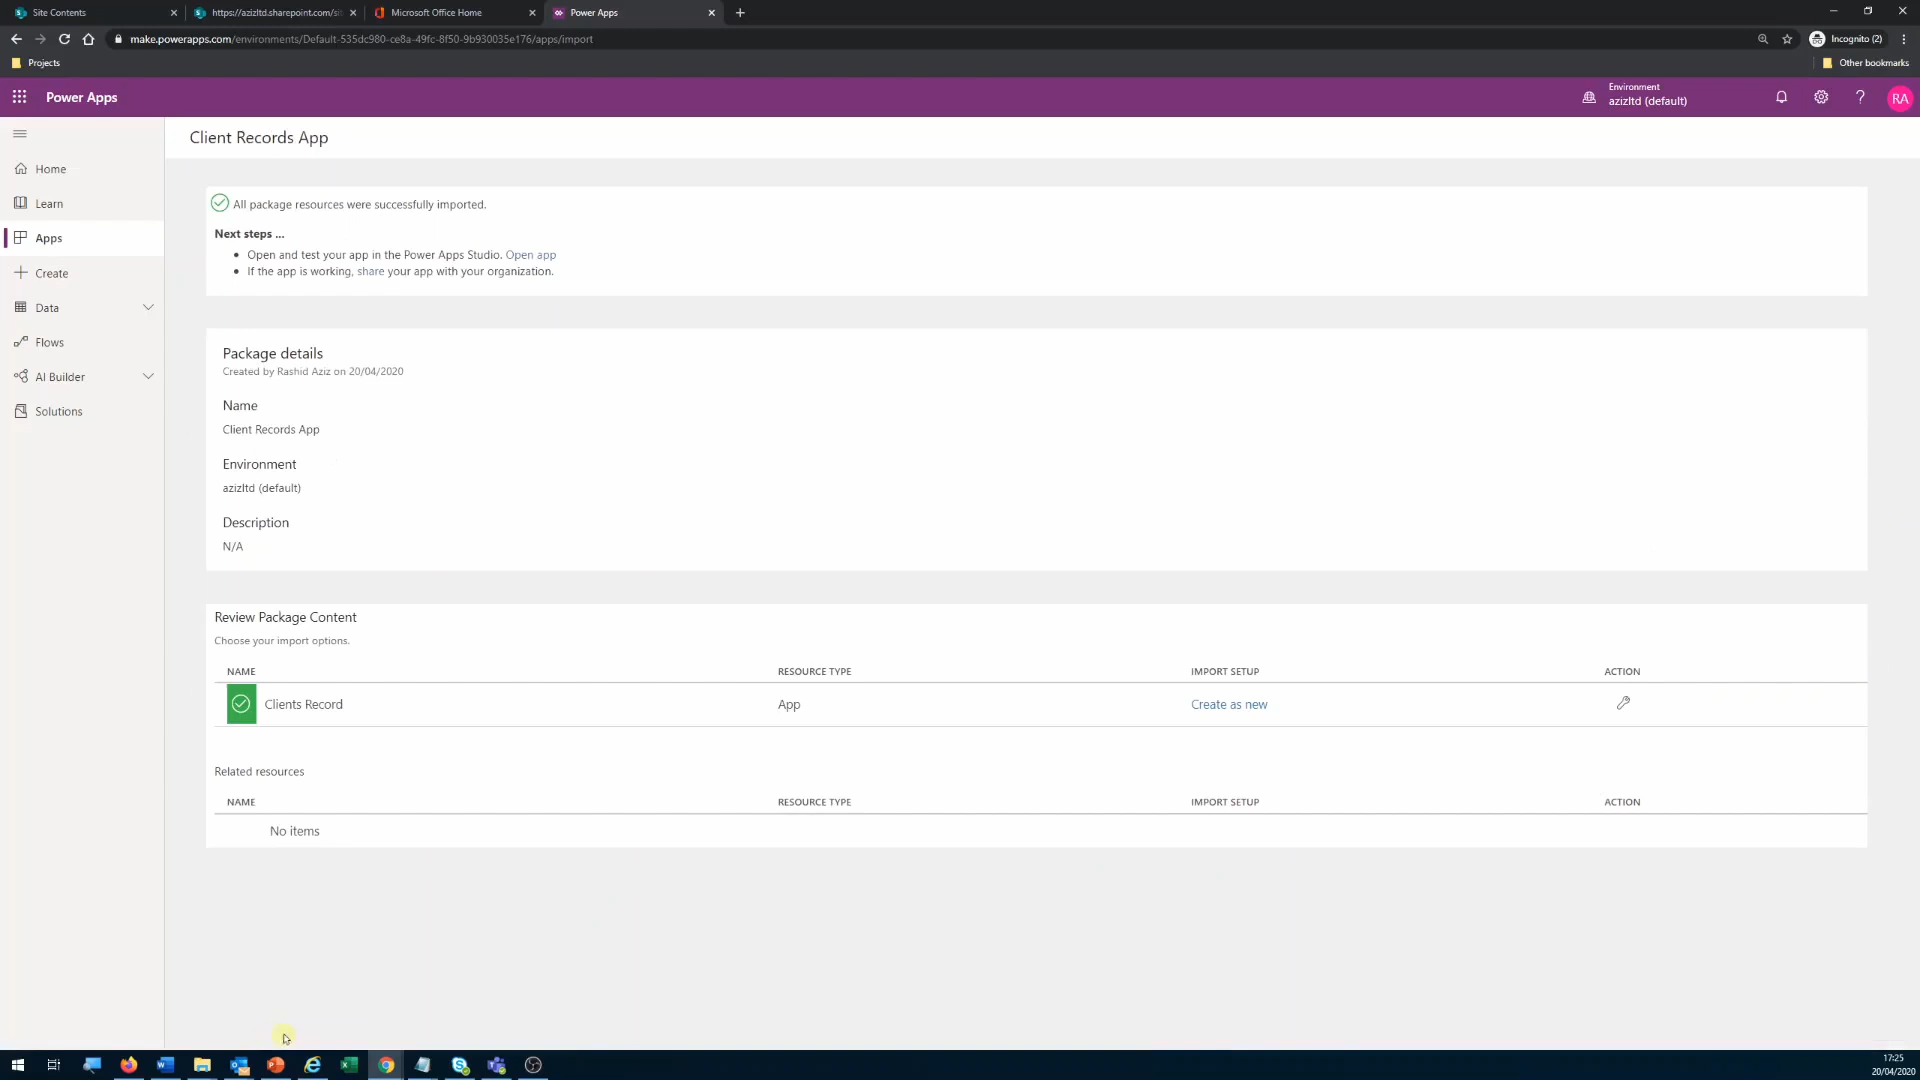 Site Contents
https://azizltd.sharepoint.com/sit
Microsoft Office Home
Power Apps
make.powerapps.com/environments/Default-535dc980-ce8a-49fc-8f50-9b930035e176/apps/import
Incognito (2)
Projects
Other bookmarks
Power Apps
Environment
azizltd (default)
RA
Client Records App
Home
Learn
Apps
Create
Data
Flows
AI Builder
Solutions
All package resources were successfully imported.
Next steps ...
Open and test your app in the Power Apps Studio. Open app
If the app is working, share your app with your organization.
Package details
Created by Rashid Aziz on 20/04/2020
Name
Client Records App
Environment
azizltd (default)
Description
N/A
Review Package Content
Choose your import options.
NAME RESOURCE TYPE IMPORT SETUP ACTION
Clients Record App Create as new
Related resources
NAME RESOURCE TYPE IMPORT SETUP ACTION
No items
17:25
20/04/2020